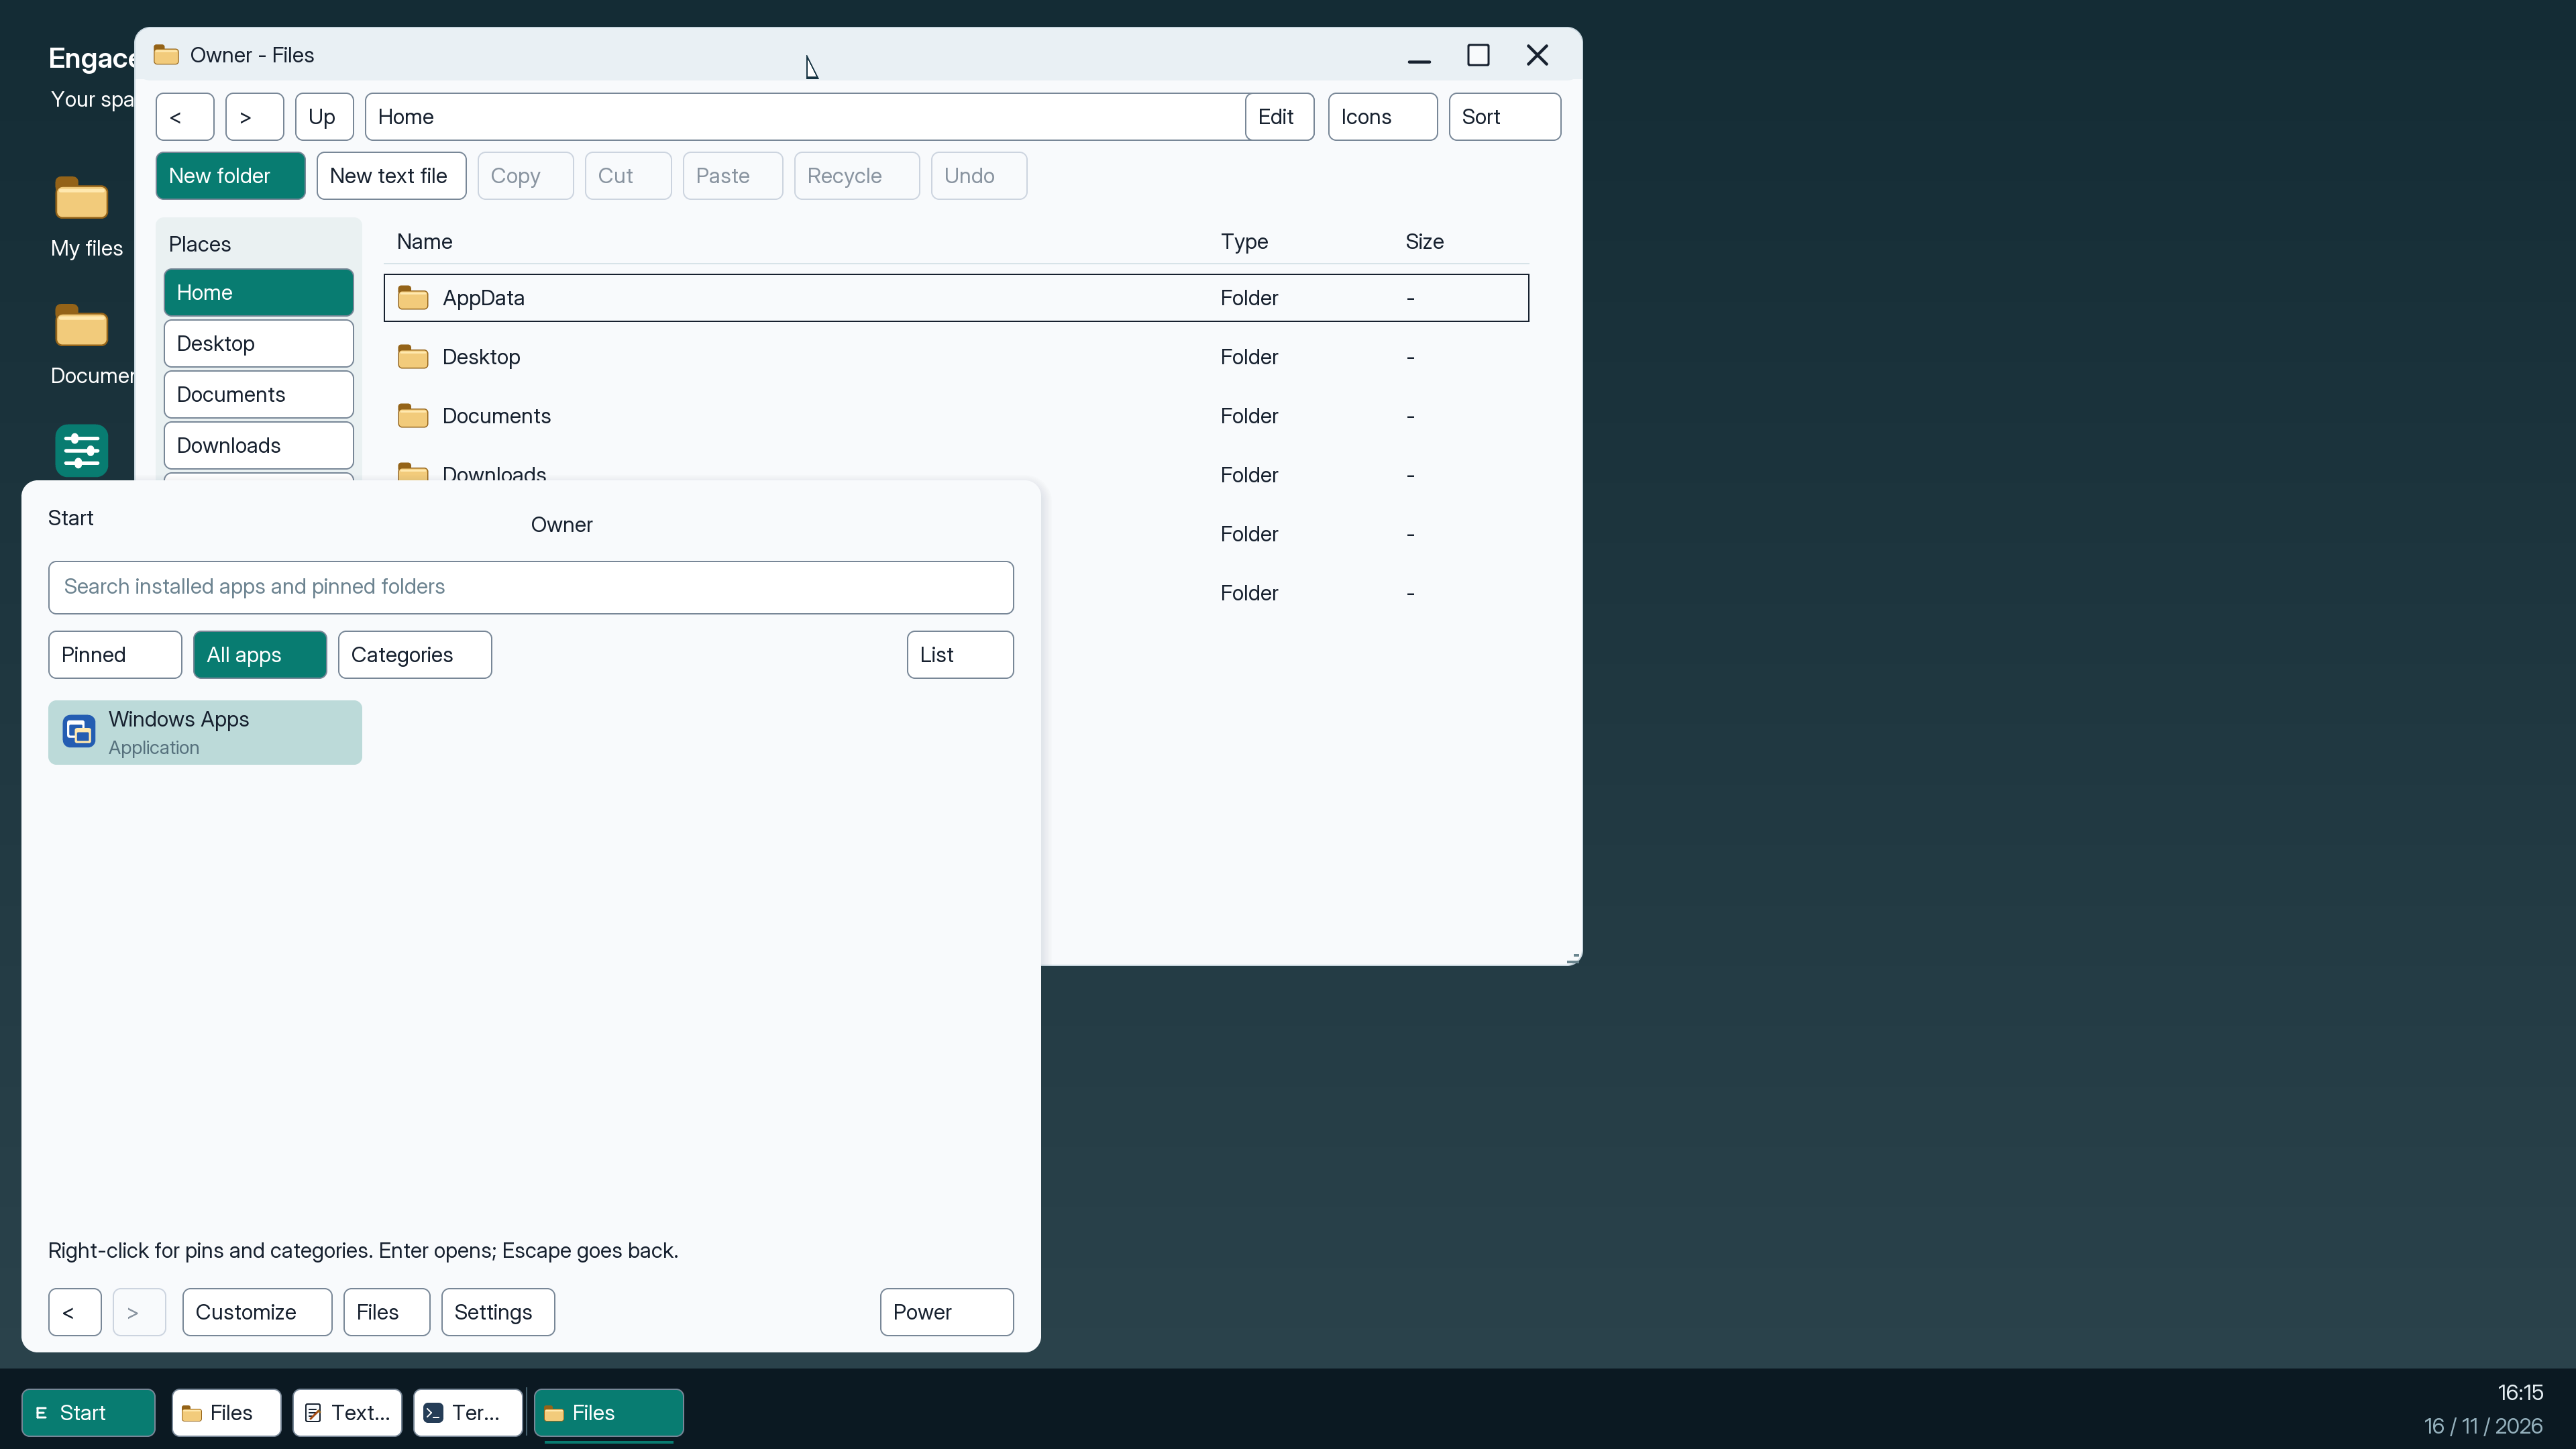 Owner - Files
Your spa
< > Up Home Edit Icons Sort
New folder New text file Copy Cut Paste Recycle Undo
My files
Places
Home
Desktop
Documents
Downloads
Name Type Size
AppData Folder -
Desktop Folder -
Documents Folder -
Downloads Folder -
Folder -
Folder -
Start
Owner
Search installed apps and pinned folders
Pinned All apps Categories List
Windows Apps
Application
Right-click for pins and categories. Enter opens; Escape goes back.
< > Customize Files Settings Power
E Start Files Text... Ter... Files
16:15
16 / 11 / 2026